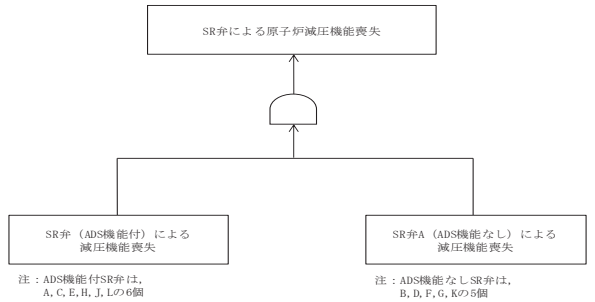 SR弁による原子炉減圧機能喪失
SR弁（ADS機能付）による
減圧機能喪失
SR弁A（ADS機能なし）による
減圧機能喪失
注：ADS機能付SR弁は，
A,C,E,H,J,Lの6個
注：ADS機能なしSR弁は，
B,D,F,G,Kの5個